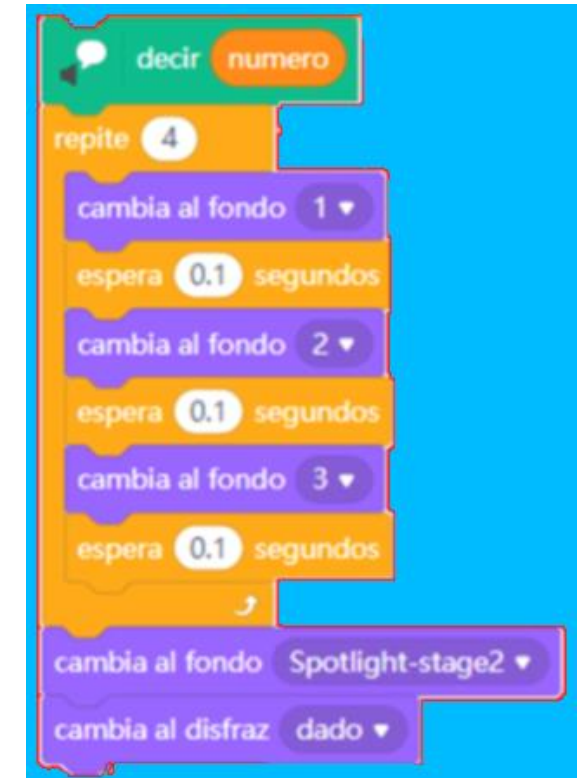 decir numero
repite 4
cambia al fondo 1
espera 0.1 segundos
cambia al fondo 2
espera 0.1 segundos
cambia al fondo 3
espera 0.1 segundos
cambia al fondo Spotlight-stage2
cambia al disfraz dado